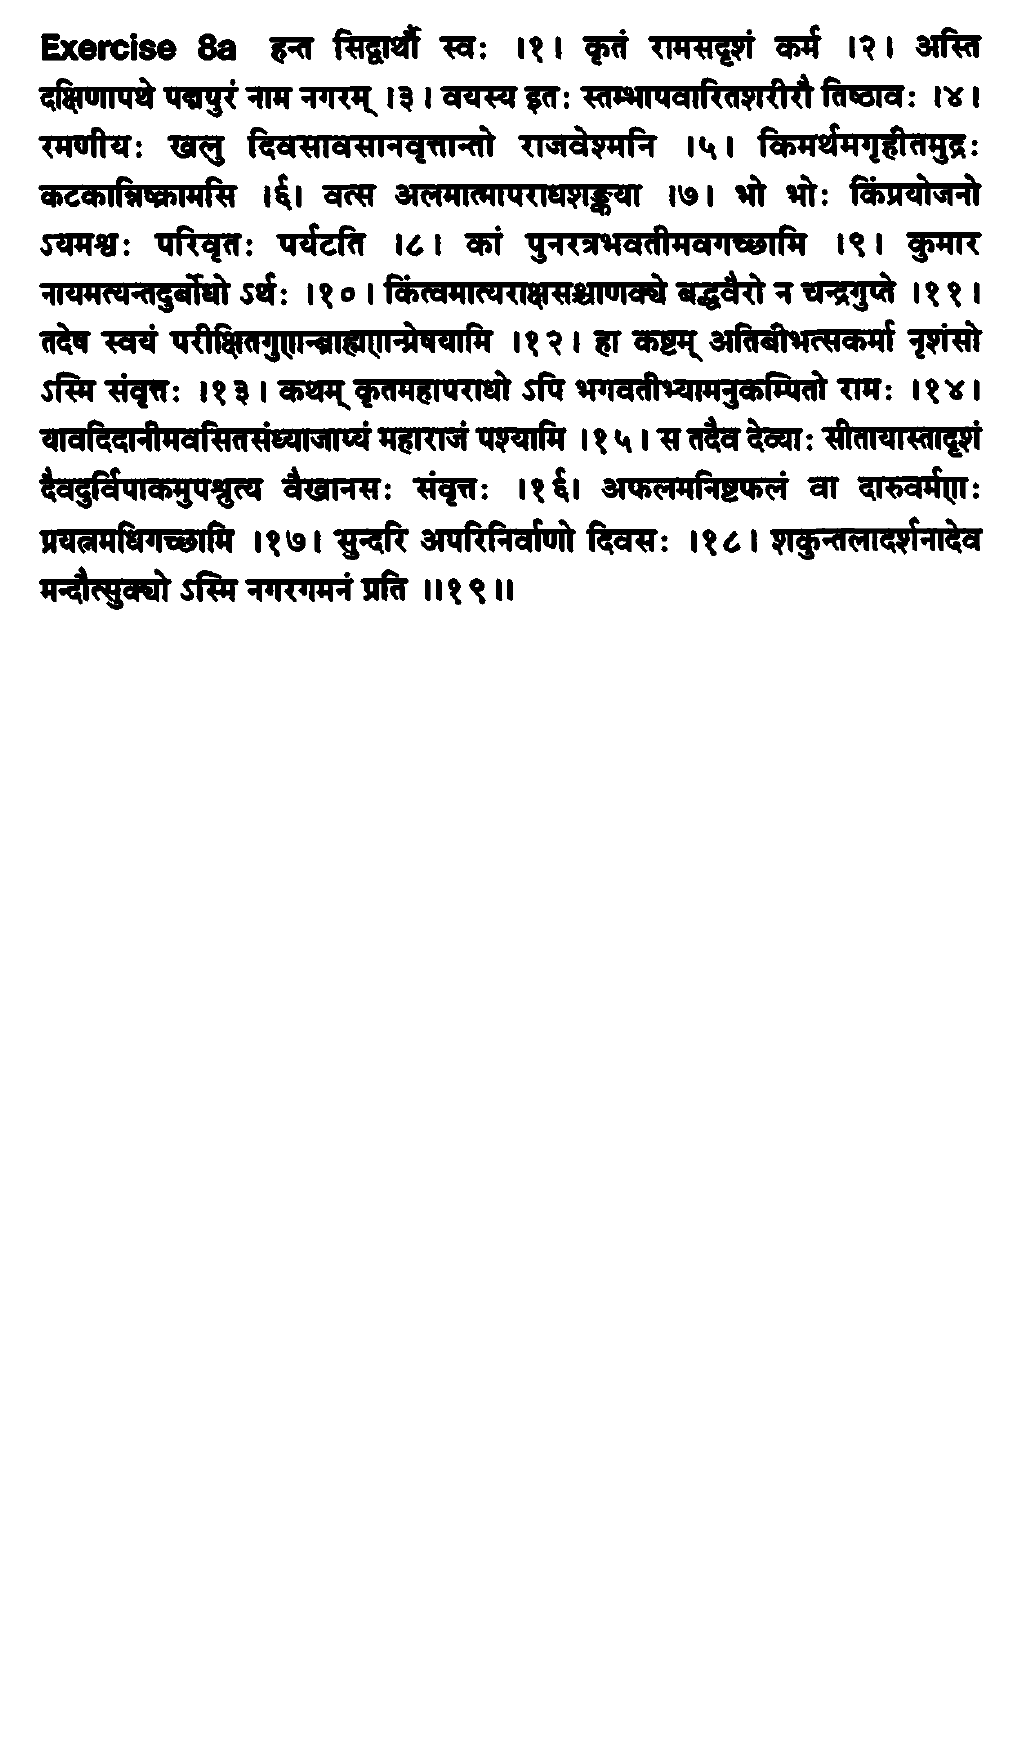 Exercise 8a हन्त सिद्धार्थौ स्वः ।१। कृतं रामसदृशं कर्म ।२। अस्ति
दक्षिणापथे पद्मपुरं नाम नगरम् ।३। वयस्य इतः स्तम्भापवारितशरीरौ तिष्ठावः ।४।
रमणीयः खलु दिवसावसानवृत्तान्तो राजवेश्मनि ।५। किमर्थमगृहीतमुद्रः
कटकान्निष्क्रामसि ।६। वत्स अलमात्मापराधशङ्कया ।७। भो भोः किंप्रयोजनो
ऽयमश्वः परिवृतः पर्यटति ।८। कां पुनरत्रभवतीमवगच्छामि ।९। कुमार
नायमत्यन्तदुर्बोधो ऽर्थः ।१०। किंत्वमात्यराक्षसश्चाणक्ये बद्धवैरो न चन्द्रगुप्ते ।११।
तदेष स्वयं परीक्षितगुणान्ब्राह्मणान्प्रेषयामि ।१२। हा कष्टम् अतिबीभत्सकर्मा नृशंसो
ऽस्मि संवृत्तः ।१३। कथम् कृतमहापराधो ऽपि भगवतीभ्यामनुकम्पितो रामः ।१४।
यावदिदानीमवसितसंध्याजाप्यं महाराजं पश्यामि ।१५। स तदैव देव्याः सीतायास्तादृशं
दैवदुर्विपाकमुपश्रुत्य वैखानसः संवृत्तः ।१६। अफलमनिष्टफलं वा दारुवर्मणः
प्रयत्नमधिगच्छामि ।१७। सुन्दरि अपरिनिर्वाणो दिवसः ।१८। शकुन्तलादर्शनादेव
मन्दौत्सुक्यो ऽस्मि नगरगमनं प्रति ॥१९॥